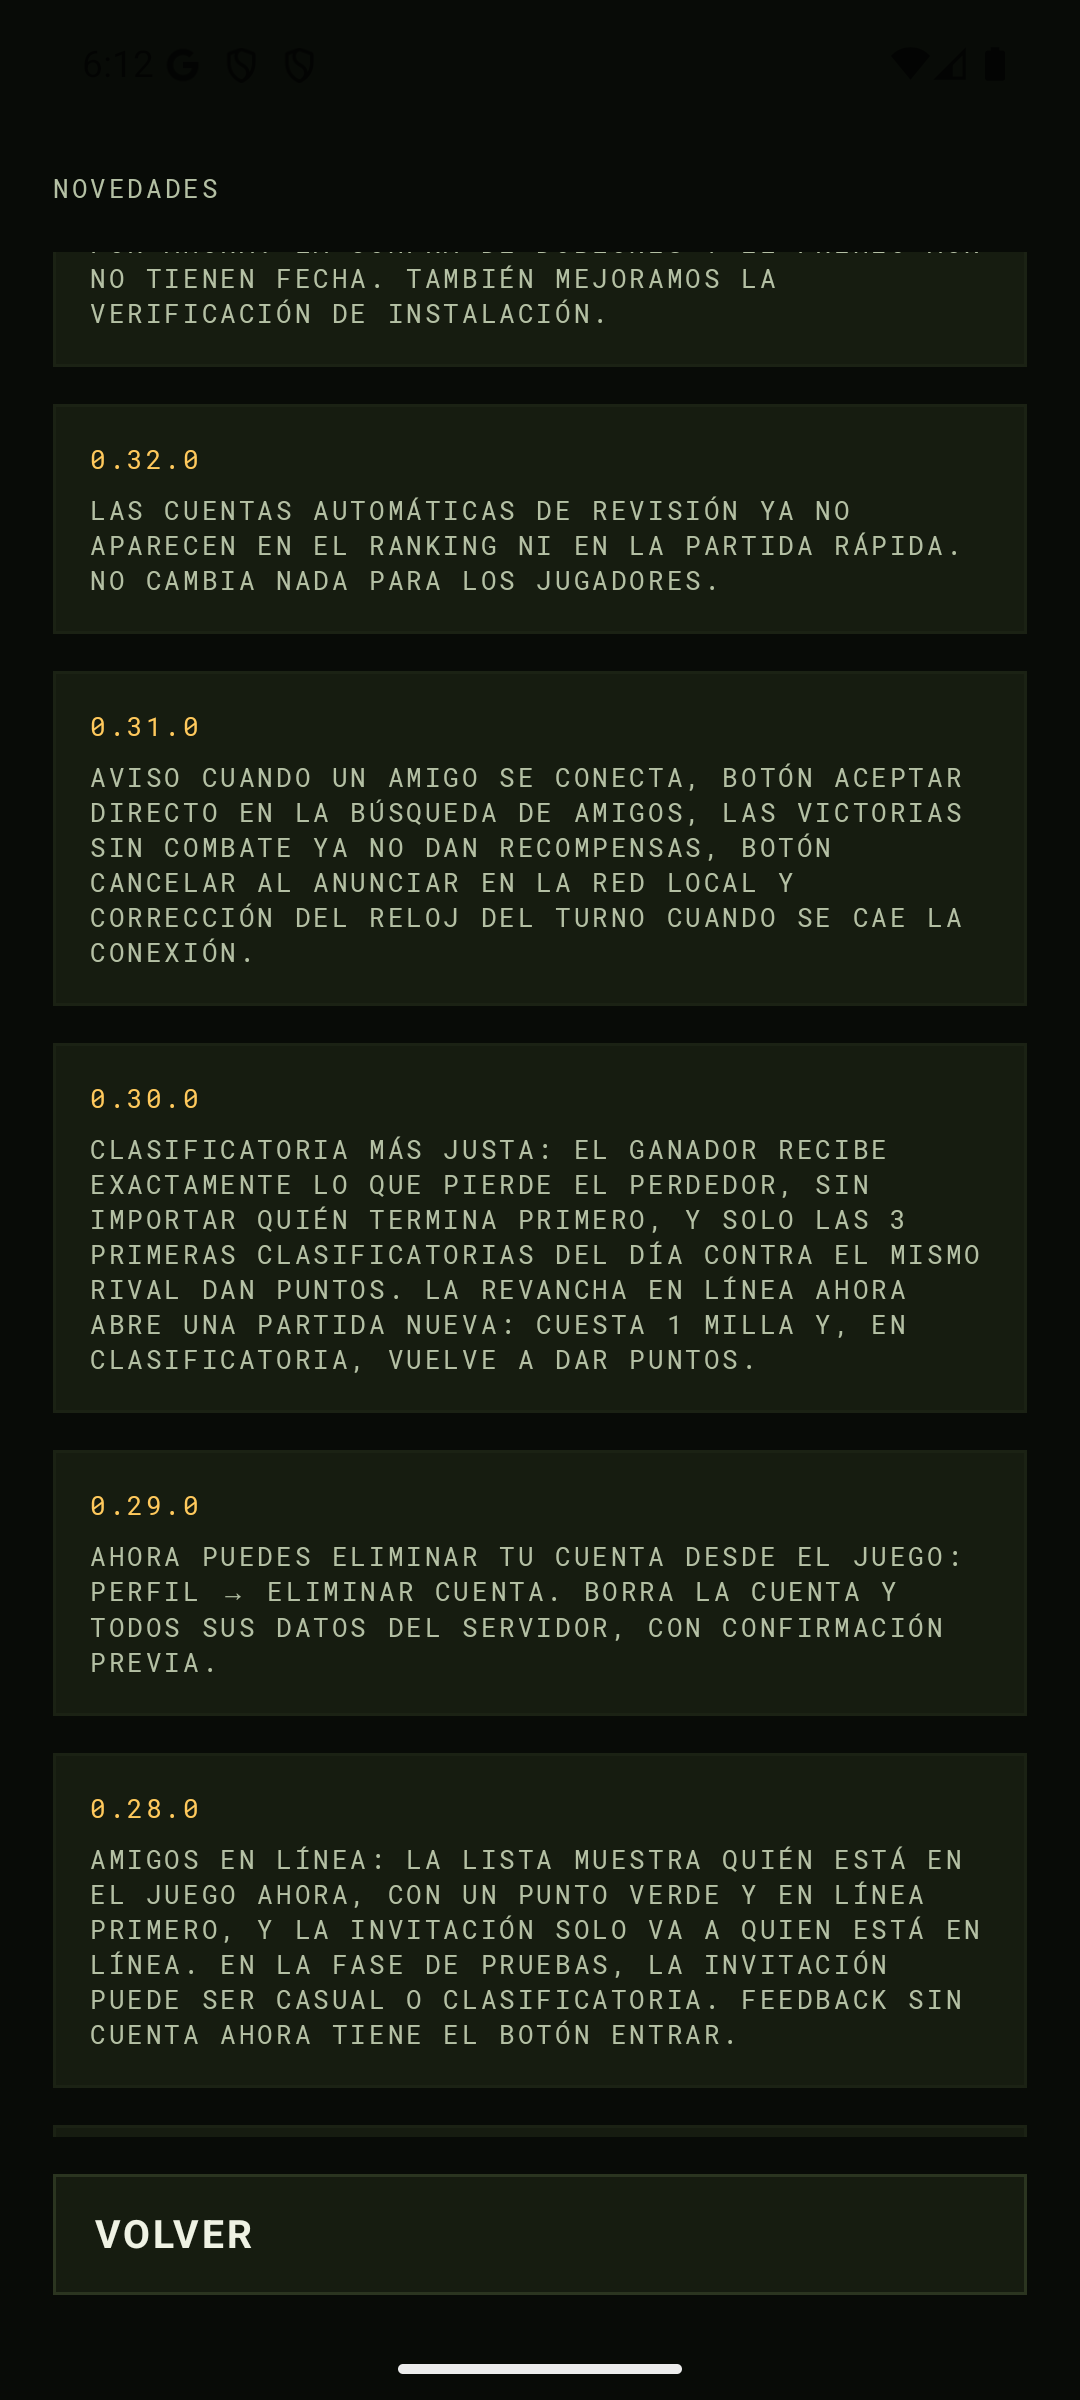 6:12
NOVEDADES
NO TIENEN FECHA. TAMBIÉN MEJORAMOS LA
VERIFICACIÓN DE INSTALACIÓN.
0.32.0
LAS CUENTAS AUTOMÁTICAS DE REVISIÓN YA NO
APARECEN EN EL RANKING NI EN LA PARTIDA RÁPIDA.
NO CAMBIA NADA PARA LOS JUGADORES.
0.31.0
AVISO CUANDO UN AMIGO SE CONECTA, BOTÓN ACEPTAR
DIRECTO EN LA BÚSQUEDA DE AMIGOS, LAS VICTORIAS
SIN COMBATE YA NO DAN RECOMPENSAS, BOTÓN
CANCELAR AL ANUNCIAR EN LA RED LOCAL Y
CORRECCIÓN DEL RELOJ DEL TURNO CUANDO SE CAE LA
CONEXIÓN.
0.30.0
CLASIFICATORIA MÁS JUSTA: EL GANADOR RECIBE
EXACTAMENTE LO QUE PIERDE EL PERDEDOR, SIN
IMPORTAR QUIÉN TERMINA PRIMERO, Y SOLO LAS 3
PRIMERAS CLASIFICATORIAS DEL DÍA CONTRA EL MISMO
RIVAL DAN PUNTOS. LA REVANCHA EN LÍNEA AHORA
ABRE UNA PARTIDA NUEVA: CUESTA 1 MILLA Y, EN
CLASIFICATORIA, VUELVE A DAR PUNTOS.
0.29.0
AHORA PUEDES ELIMINAR TU CUENTA DESDE EL JUEGO:
PERFIL → ELIMINAR CUENTA. BORRA LA CUENTA Y
TODOS SUS DATOS DEL SERVIDOR, CON CONFIRMACIÓN
PREVIA.
0.28.0
AMIGOS EN LÍNEA: LA LISTA MUESTRA QUIÉN ESTÁ EN
EL JUEGO AHORA, CON UN PUNTO VERDE Y EN LÍNEA
PRIMERO, Y LA INVITACIÓN SOLO VA A QUIEN ESTÁ EN
LÍNEA. EN LA FASE DE PRUEBAS, LA INVITACIÓN
PUEDE SER CASUAL O CLASIFICATORIA. FEEDBACK SIN
CUENTA AHORA TIENE EL BOTÓN ENTRAR.
VOLVER